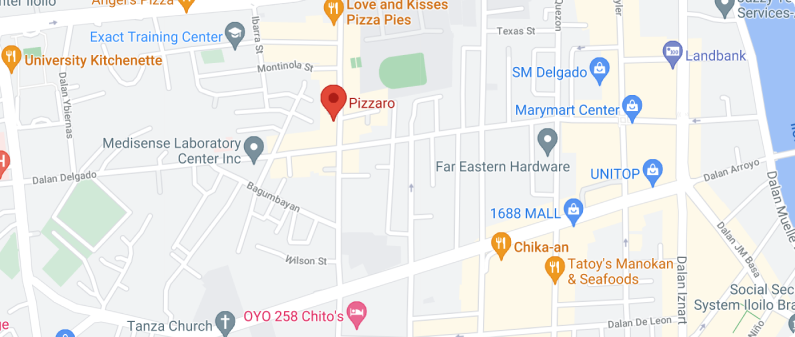 enter Iloilo
Angel's Pizza
Love and Kisses
Pizza Pies
Ibarra St
Quezon
Texas St
Services-
Exact Training Center
University Kitchenette
Montinola St
Landbank
SM Delgado
Pizzaro
Marymart Center
Dalan Ybiernas
Medisense Laboratory
Center Inc
Far Eastern Hardware
UNITOP
Dalan Delgado
Dalan Arroyo
Bagumbayan
1688 MALL
Dalan Muelle
Chika-an
Dalan JM Basa
Wilson St
Tatoy's Manokan
& Seafoods
Dalan Iznart
Social Sec
System Iloilo Bra
OYO 258 Chito's
Tanza Church
Dalan De Leon